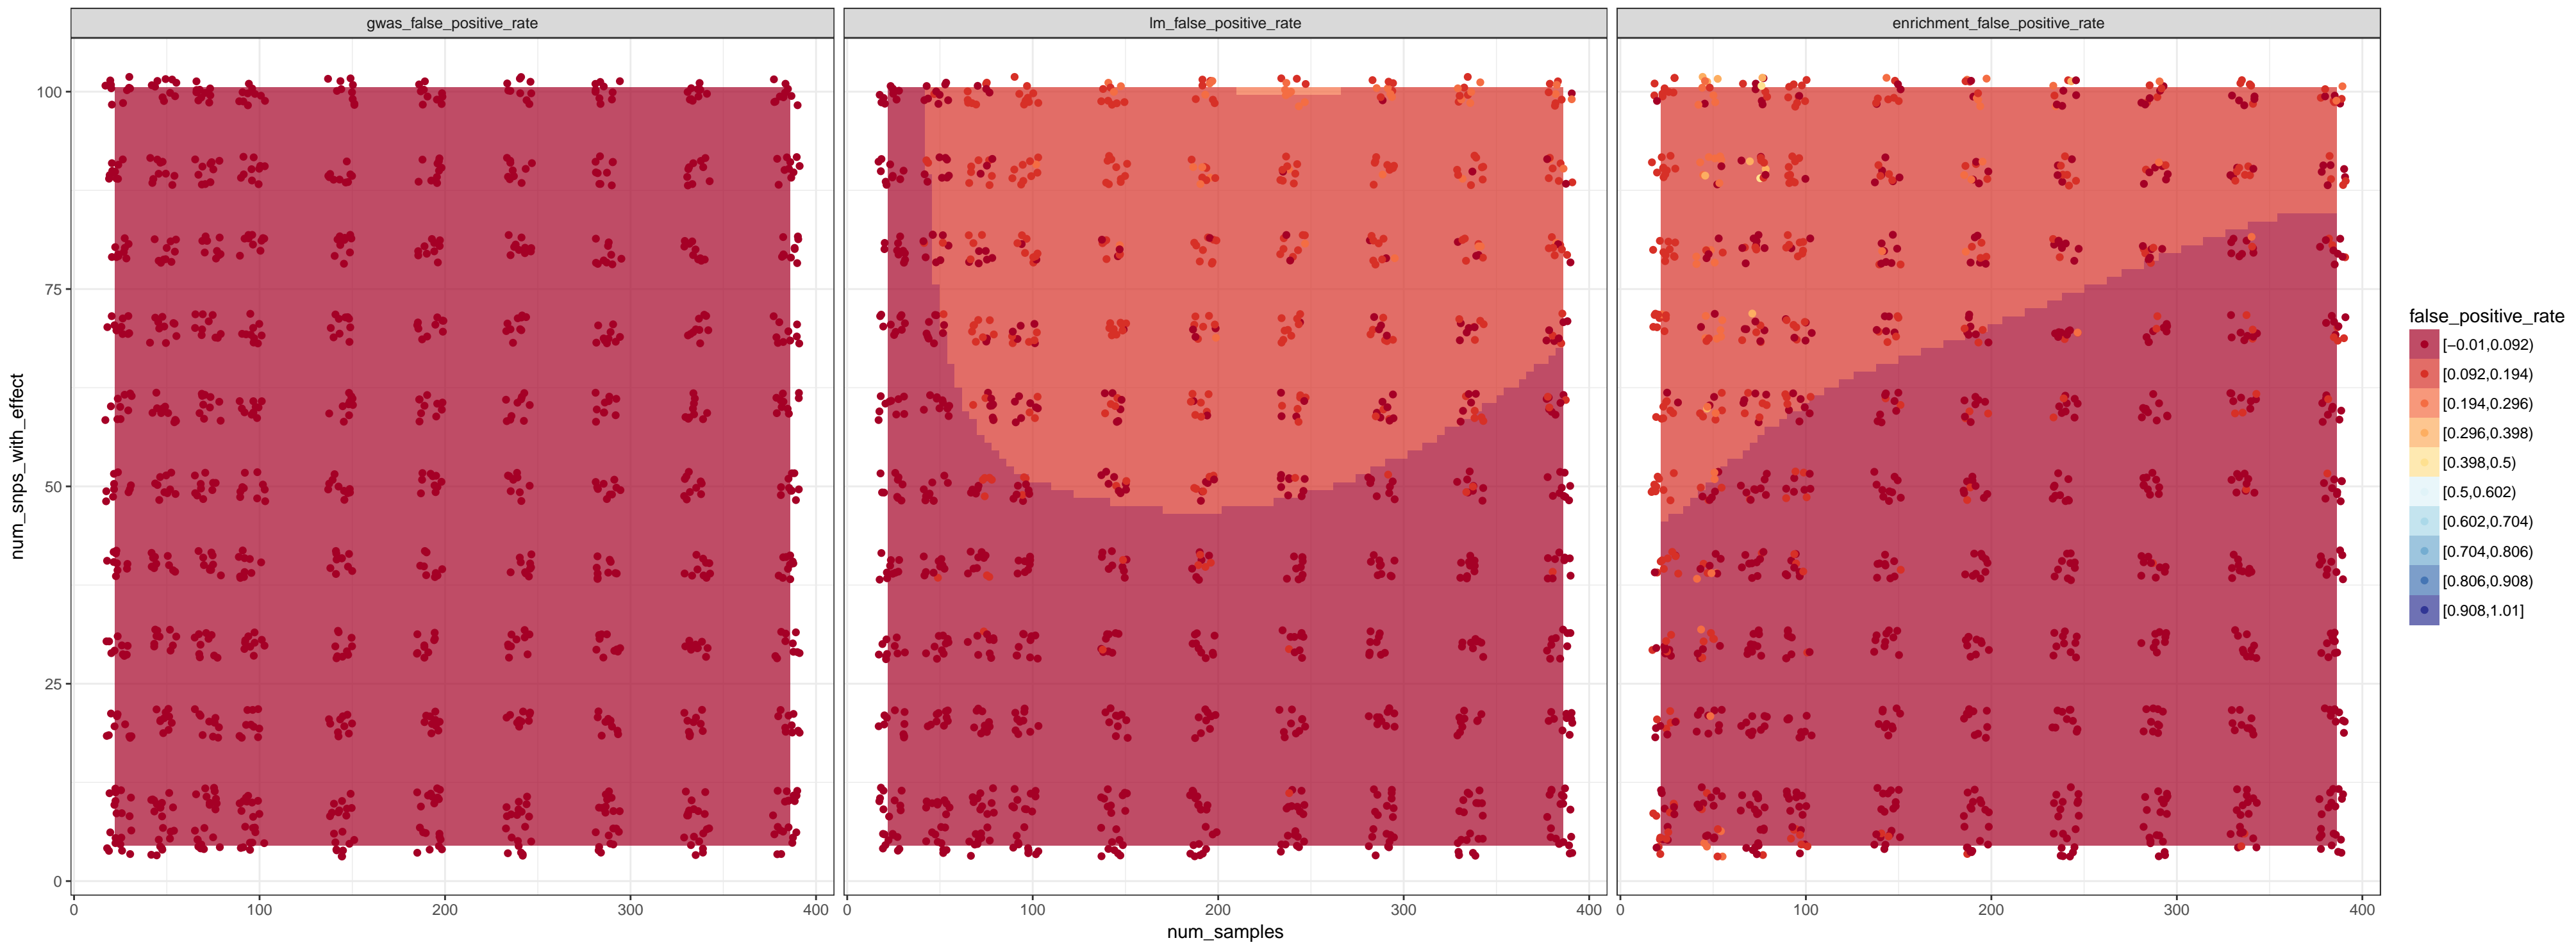 gwas_false_positive_rate
lm_false_positive_rate
enrichment_false_positive_rate
num_snps_with_effect
100
75
50
25
0
0 100 200 300 400
0 100 200 300 400
0 100 200 300 400
num_samples
false_positive_rate
[−0.01,0.092)
[0.092,0.194)
[0.194,0.296)
[0.296,0.398)
[0.398,0.5)
[0.5,0.602)
[0.602,0.704)
[0.704,0.806)
[0.806,0.908)
[0.908,1.01]